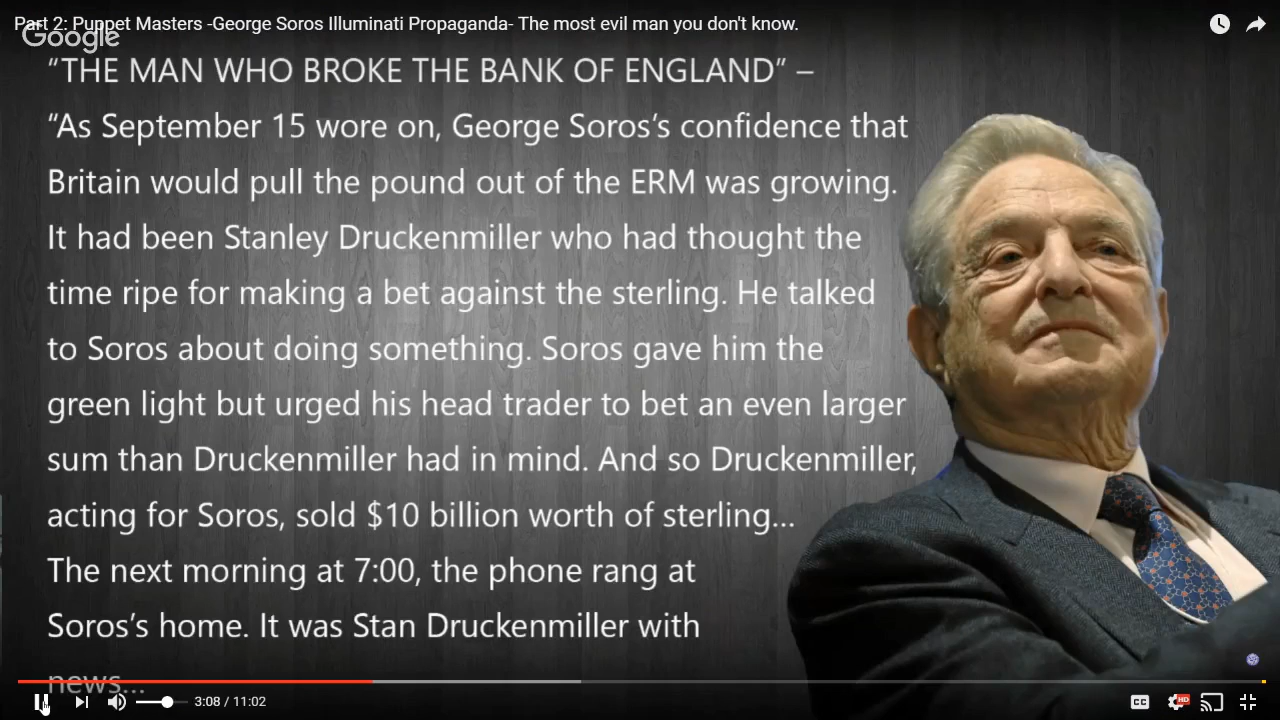 Part 2: Puppet Masters -George Soros Illuminati Propaganda- The most evil man you don't know.
Google
“THE MAN WHO BROKE THE BANK OF ENGLAND” –
“As September 15 wore on, George Soros’s confidence that
Britain would pull the pound out of the ERM was growing.
It had been Stanley Druckenmiller who had thought the
time ripe for making a bet against the sterling. He talked
to Soros about doing something. Soros gave him the
green light but urged his head trader to bet an even larger
sum than Druckenmiller had in mind. And so Druckenmiller,
acting for Soros, sold $10 billion worth of sterling...
The next morning at 7:00, the phone rang at
Soros’s home. It was Stan Druckenmiller with
news...
3:08 / 11:02
CC
HD